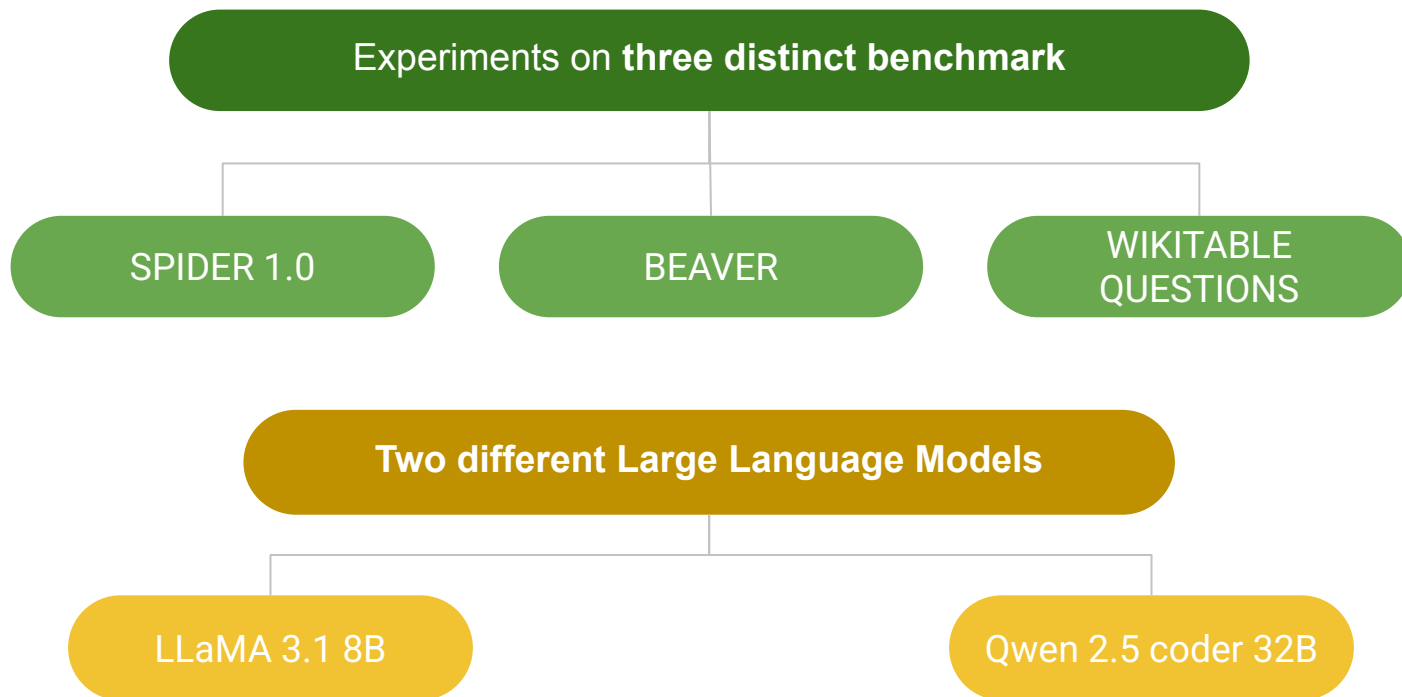 Experiments on three distinct benchmark
SPIDER 1.0
BEAVER
WIKITABLE
QUESTIONS
Two different Large Language Models
LLaMA 3.1 8B
Qwen 2.5 coder 32B